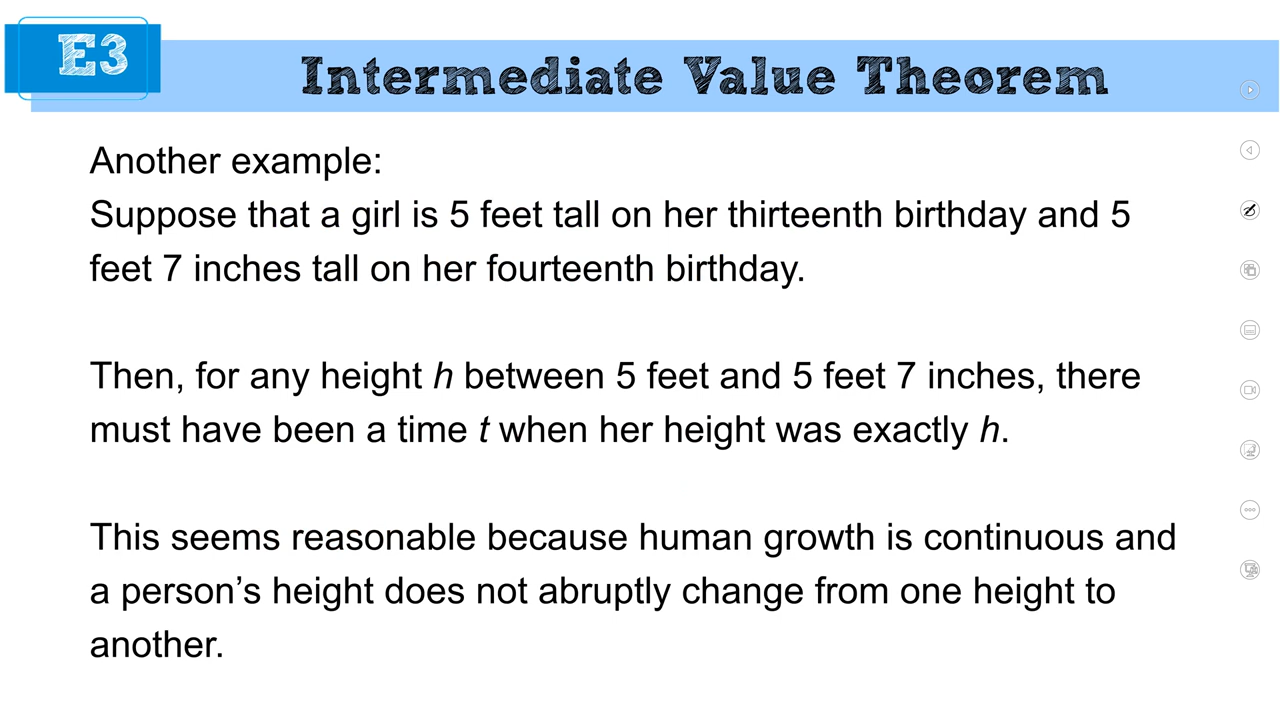 E3
Intermediate Value Theorem
Another example:
Suppose that a girl is 5 feet tall on her thirteenth birthday and 5
feet 7 inches tall on her fourteenth birthday.
Then, for any height h between 5 feet and 5 feet 7 inches, there
must have been a time t when her height was exactly h.
This seems reasonable because human growth is continuous and
a person’s height does not abruptly change from one height to
another.